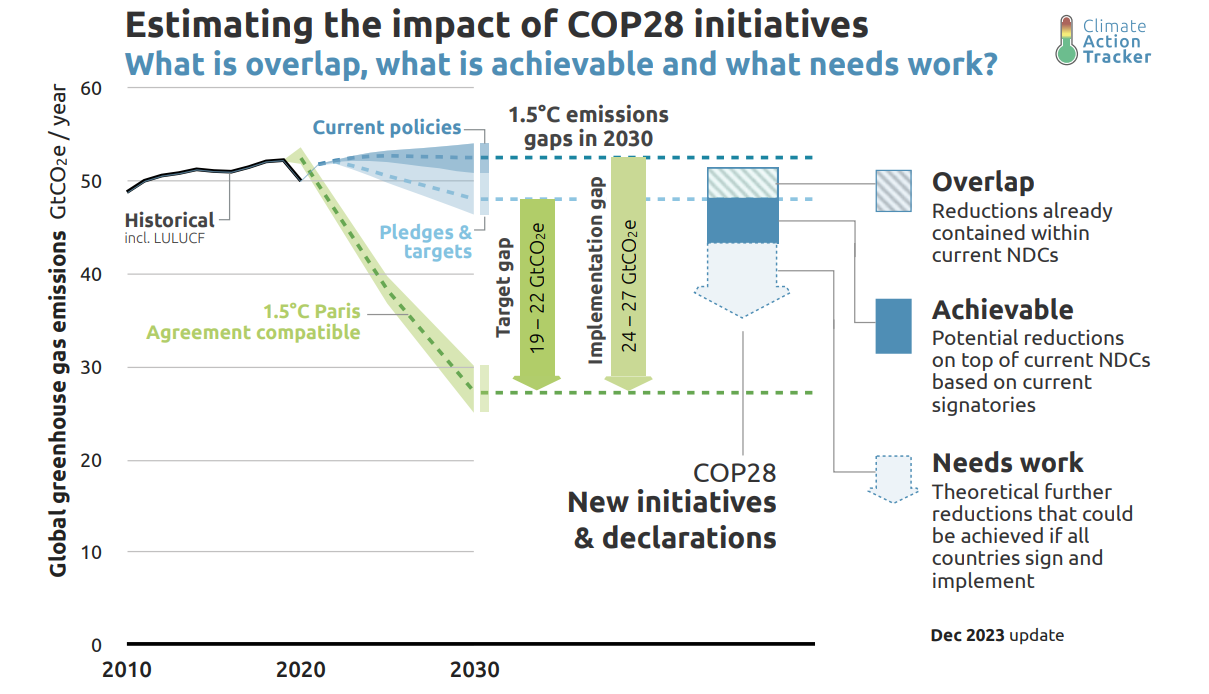 Estimating the impact of COP28 initiatives
What is overlap, what is achievable and what needs work?
Climate
Action
Tracker
Global greenhouse gas emissions GtCO₂e / year
60
50
40
30
20
10
0
2010
2020
2030
Current policies
Historical
incl. LULUCF
Pledges &
targets
1.5°C Paris
Agreement compatible
1.5°C emissions
gaps in 2030
Target gap
19 – 22 GtCO₂e
Implementation gap
24 – 27 GtCO₂e
COP28
New initiatives
& declarations
Overlap
Reductions already
contained within
current NDCs
Achievable
Potential reductions
on top of current NDCs
based on current
signatories
Needs work
Theoretical further
reductions that could
be achieved if all
countries sign and
implement
Dec 2023 update